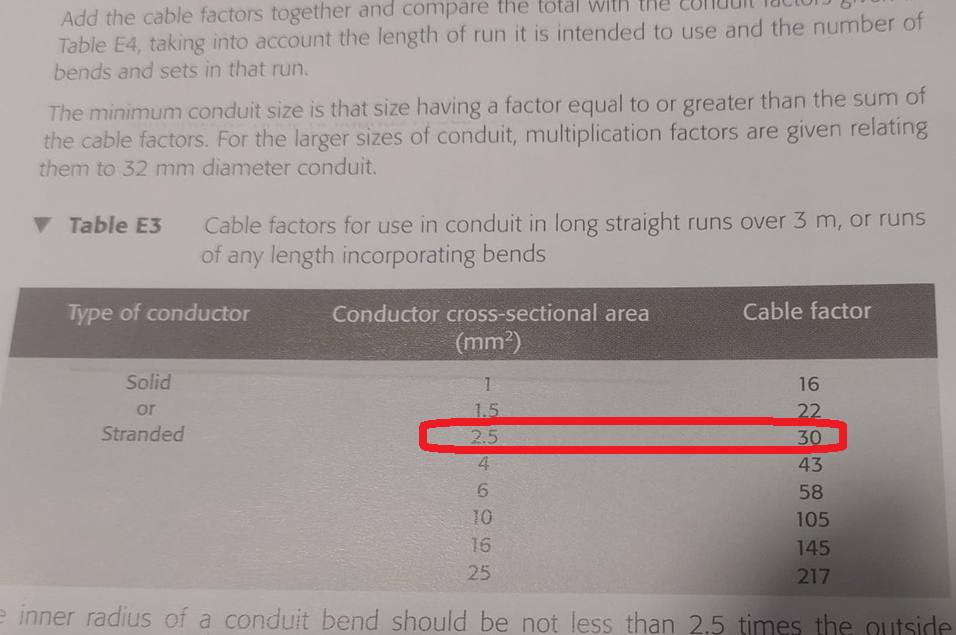 Add the cable factors together and compare the total with the conduit factors
Table E4, taking into account the length of run it is intended to use and the number of
bends and sets in that run.
The minimum conduit size is that size having a factor equal to or greater than the sum of
the cable factors. For the larger sizes of conduit, multiplication factors are given relating
them to 32 mm diameter conduit.
▼ Table E3 Cable factors for use in conduit in long straight runs over 3 m, or runs
of any length incorporating bends
Type of conductor Conductor cross-sectional area Cable factor
(mm²)
Solid 1 16
or 1.5 22
Stranded 2.5 30
4 43
6 58
10 105
16 145
25 217
inner radius of a conduit bend should be not less than 2.5 times the outside